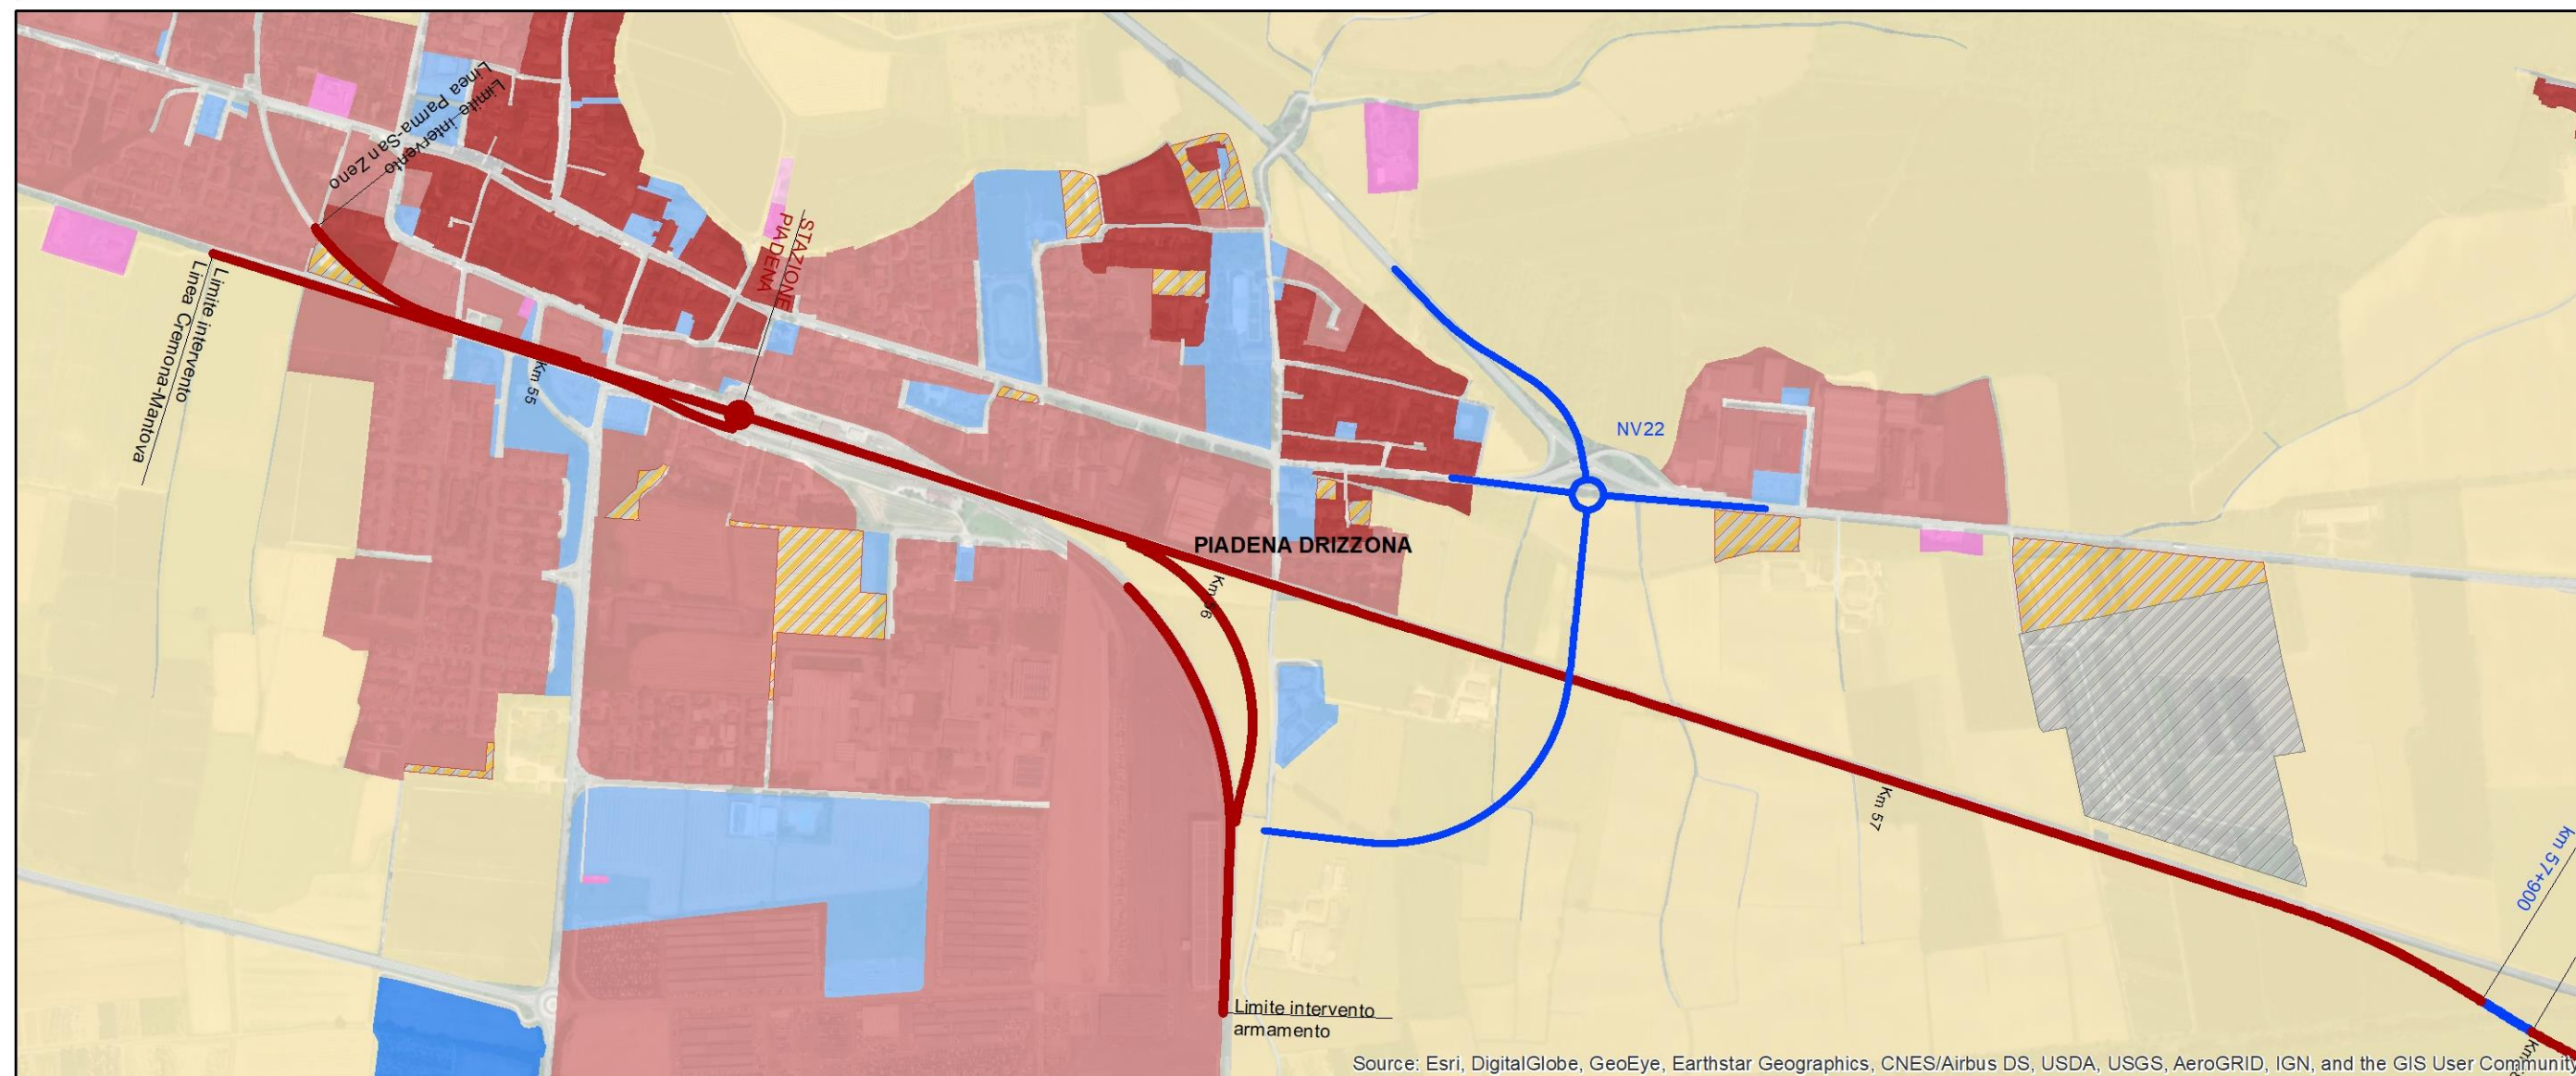 Limite intervento
Linea Parma-San Zeno
STAZIONE
PIADENA
Limite intervento
Linea Cremona-Mantova
Km 55
NV22
PIADENA DRIZZONA
Km 56
Km 57
km 57+900
Limite intervento
armamento
Source: Esri, DigitalGlobe, GeoEye, Earthstar Geographics, CNES/Airbus DS, USDA, USGS, AeroGRID, IGN, and the GIS User Community